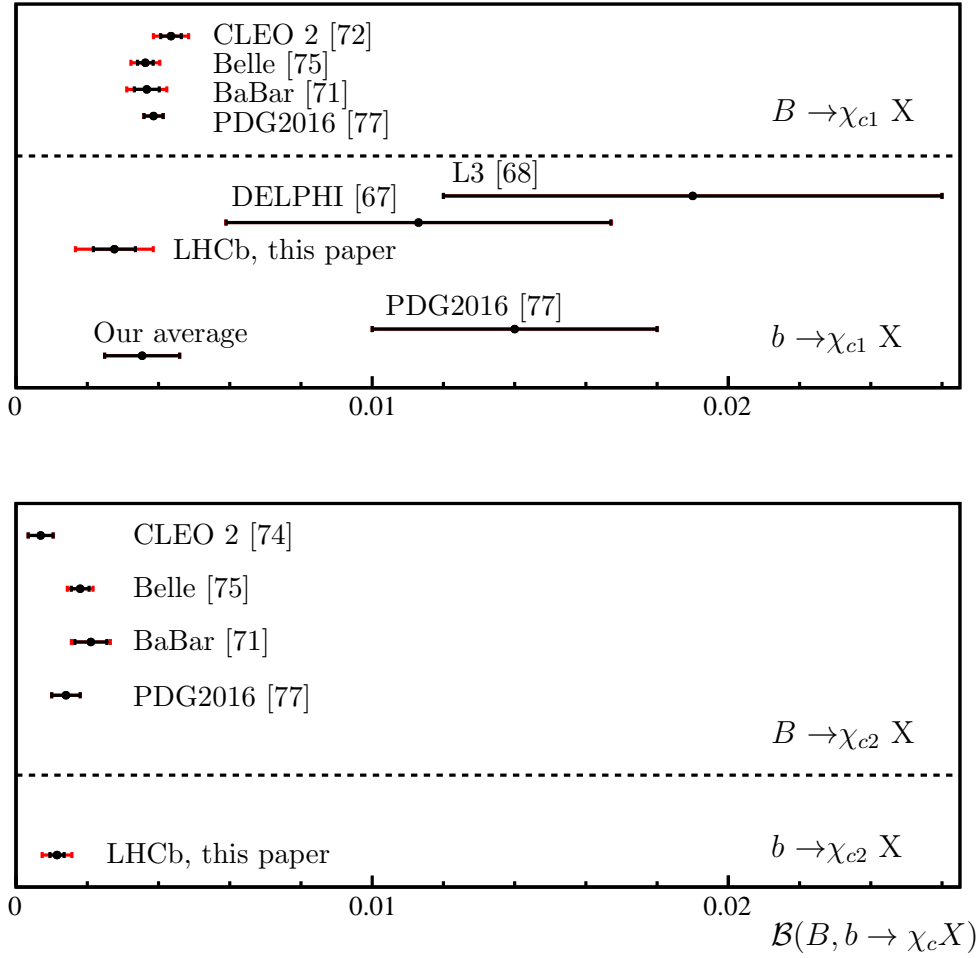 CLEO 2 [72]
Belle [75]
BaBar [71]
PDG2016 [77]
B →χc1 X
L3 [68]
DELPHI [67]
LHCb, this paper
PDG2016 [77]
Our average
b →χc1 X
0 0.01 0.02
CLEO 2 [74]
Belle [75]
BaBar [71]
PDG2016 [77]
B →χc2 X
LHCb, this paper
b →χc2 X
0 0.01 0.02
ℬ(B, b → χcX)